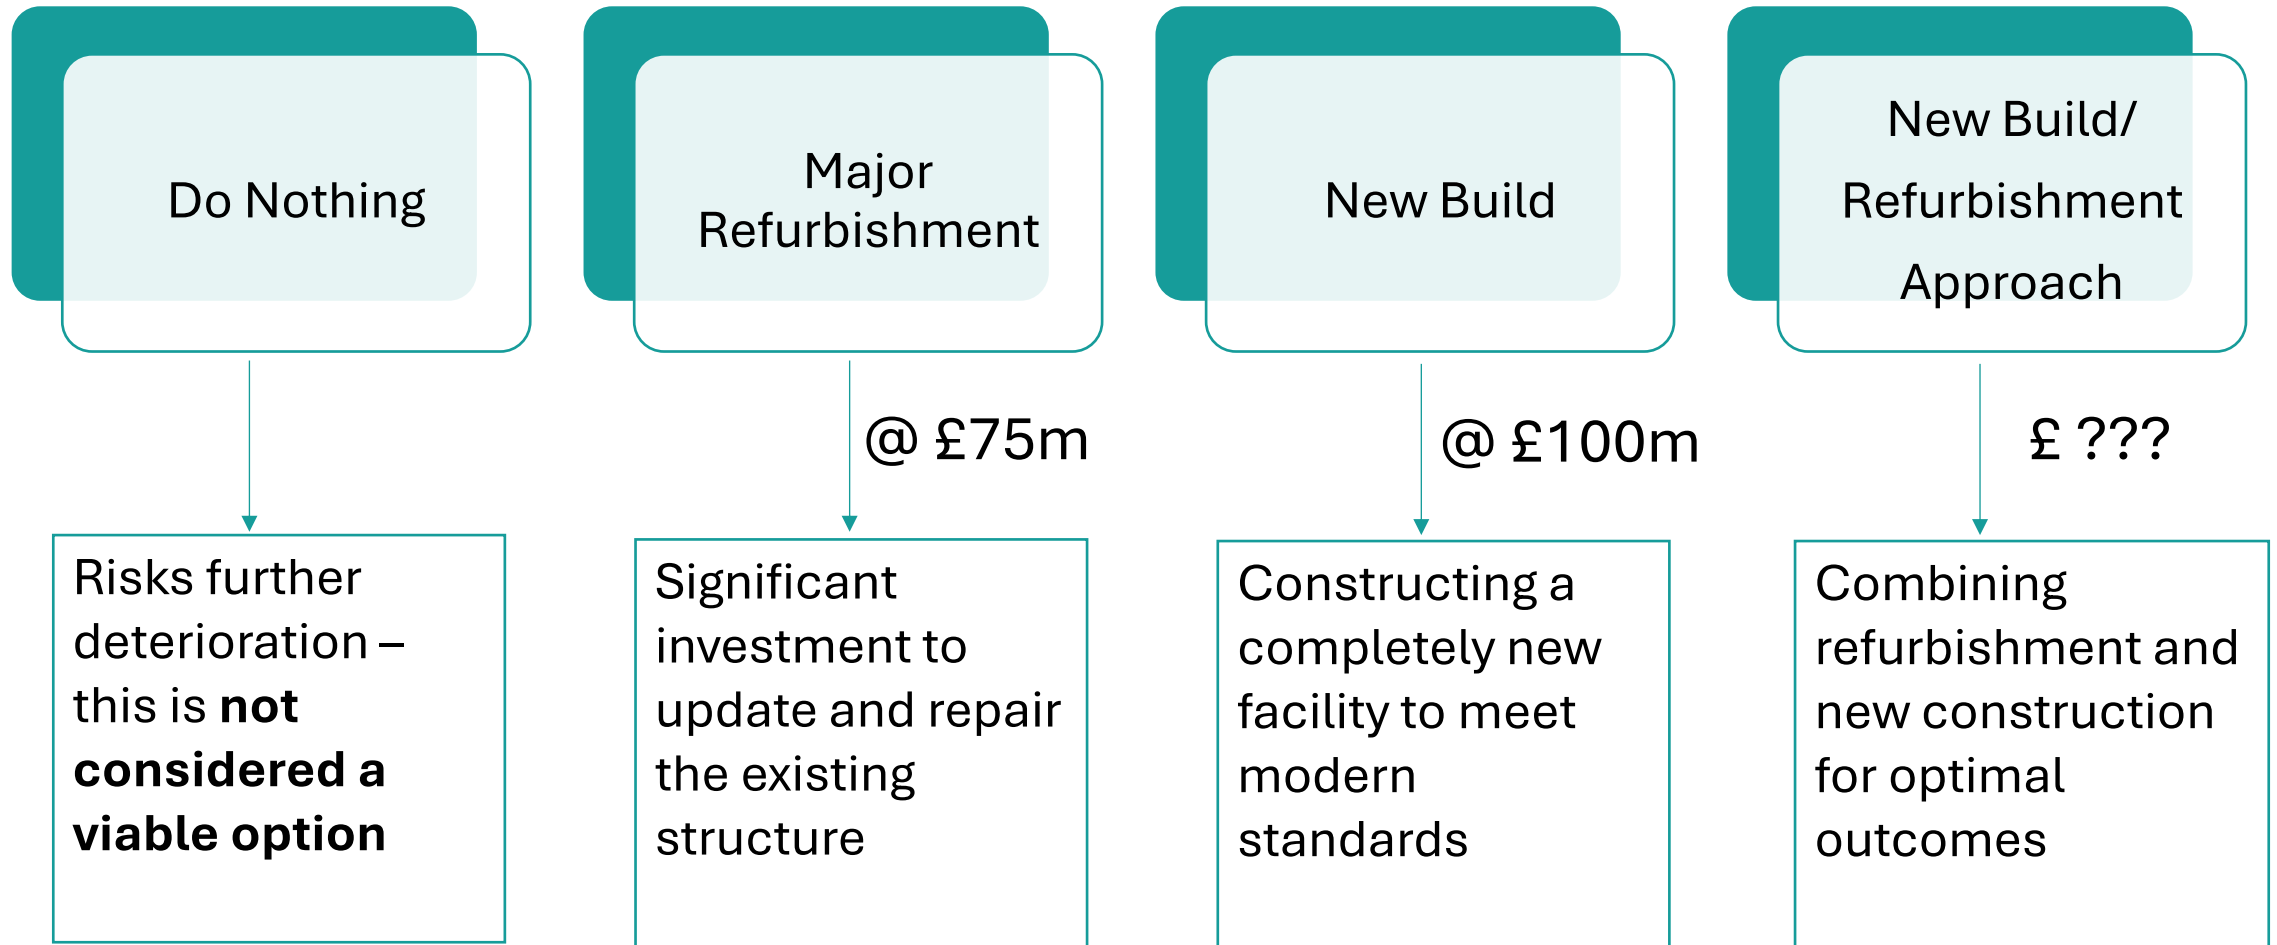 Do Nothing
Major
Refurbishment
New Build
New Build/
Refurbishment
Approach
@ £75m
@ £100m
£ ???
Risks further
deterioration –
this is not
considered a
viable option
Significant
investment to
update and repair
the existing
structure
Constructing a
completely new
facility to meet
modern
standards
Combining
refurbishment and
new construction
for optimal
outcomes